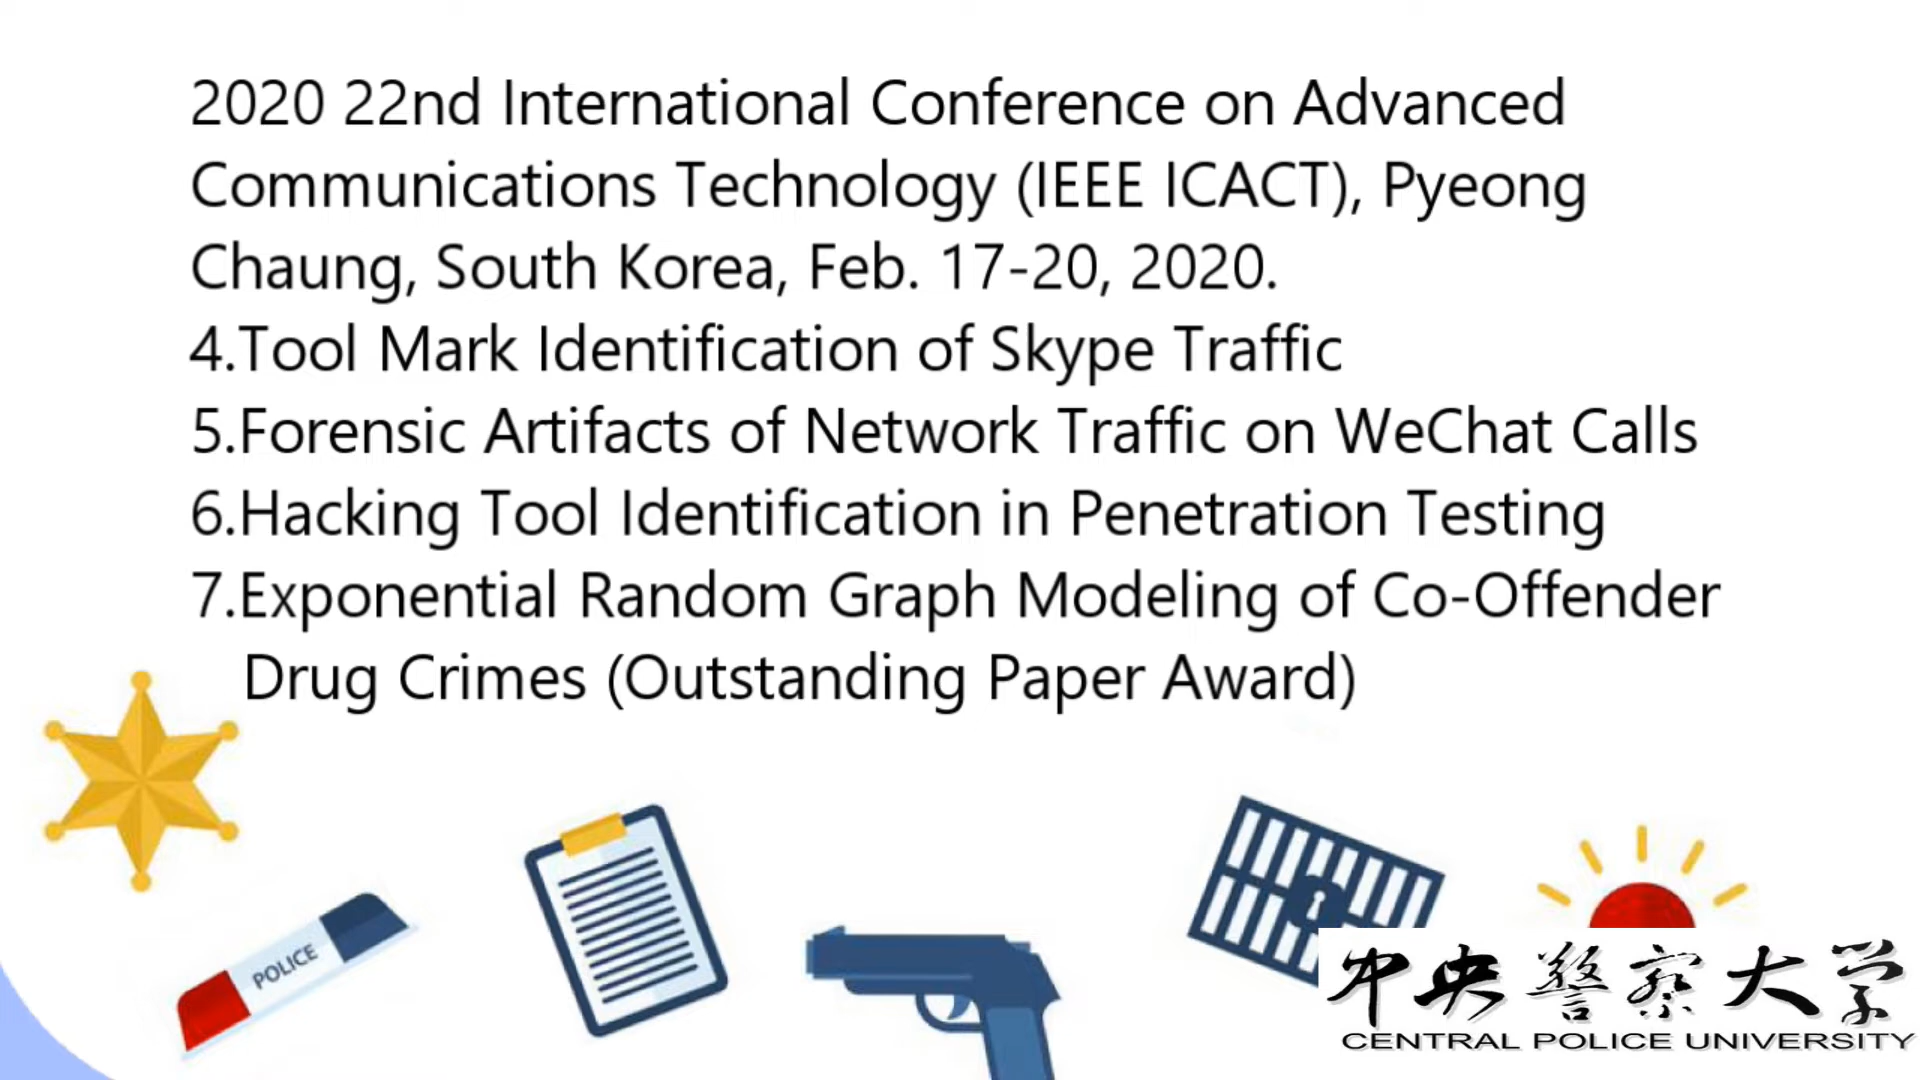 2020 22nd International Conference on Advanced
Communications Technology (IEEE ICACT), Pyeong
Chaung, South Korea, Feb. 17-20, 2020.
4.Tool Mark Identification of Skype Traffic
5.Forensic Artifacts of Network Traffic on WeChat Calls
6.Hacking Tool Identification in Penetration Testing
7.Exponential Random Graph Modeling of Co-Offender
Drug Crimes (Outstanding Paper Award)
POLICE
中央警察大学
CENTRAL POLICE UNIVERSITY